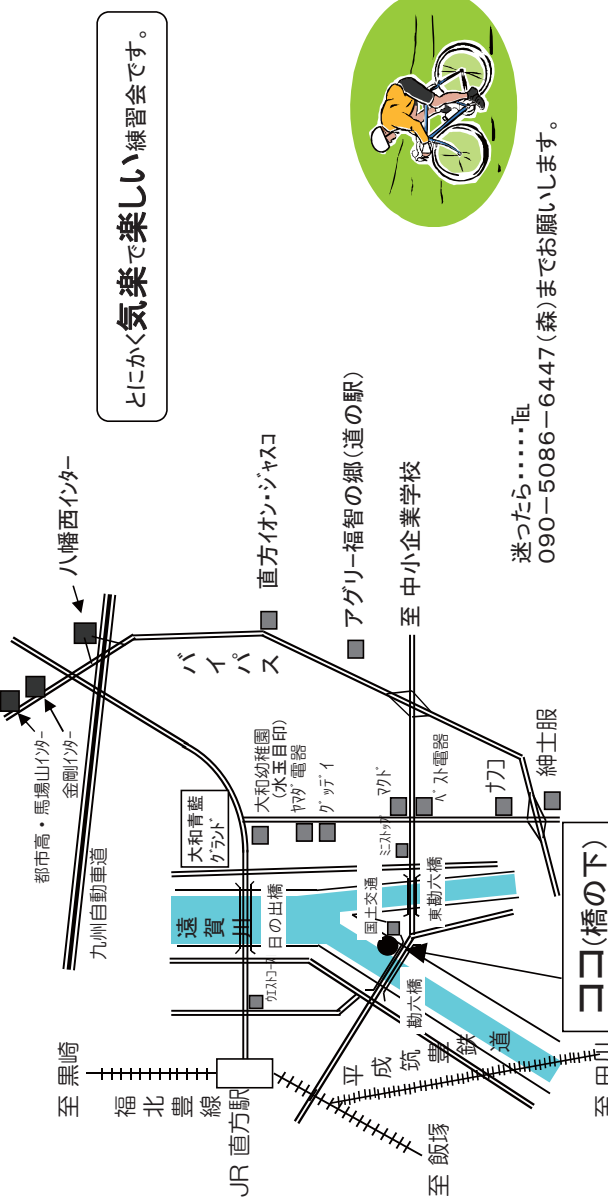 とにかく気楽で楽しい練習会です。
都市高・馬場山インター
金剛インター
八幡西インター
九州自動車道
バイパス
直方イオン・ジャスコ
アグリー福智の郷(道の駅)
至 中小企業学校
大和青藍
グランド
大和幼稚園
(水玉目印)
ヤマダ電器
グッデイ
マクド
ミニストップ
ベスト電器
ナフコ
紳士服
遠賀川
日の出橋
国土交通
東勘六橋
勘六橋
ウエストコースト
至 黒崎
福北豊線
JR 直方駅
平成筑豊鉄道
至 飯塚
至 田川
ココ(橋の下)
迷ったら・・・・・℡
090-5086-6447(森)までお願いします。